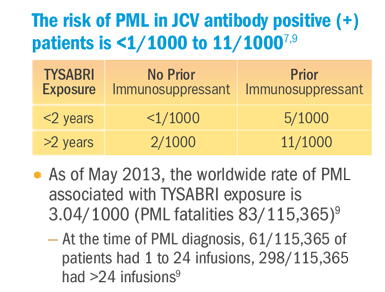 The risk of PML in JCV antibody positive (+)
patients is <1/1000 to 11/1000⁷,⁹
TYSABRI Exposure No Prior Immunosuppressant Prior Immunosuppressant
<2 years <1/1000 5/1000
>2 years 2/1000 11/1000
• As of May 2013, the worldwide rate of PML
associated with TYSABRI exposure is
3.04/1000 (PML fatalities 83/115,365)⁹
– At the time of PML diagnosis, 61/115,365 of
patients had 1 to 24 infusions, 298/115,365
had >24 infusions⁹